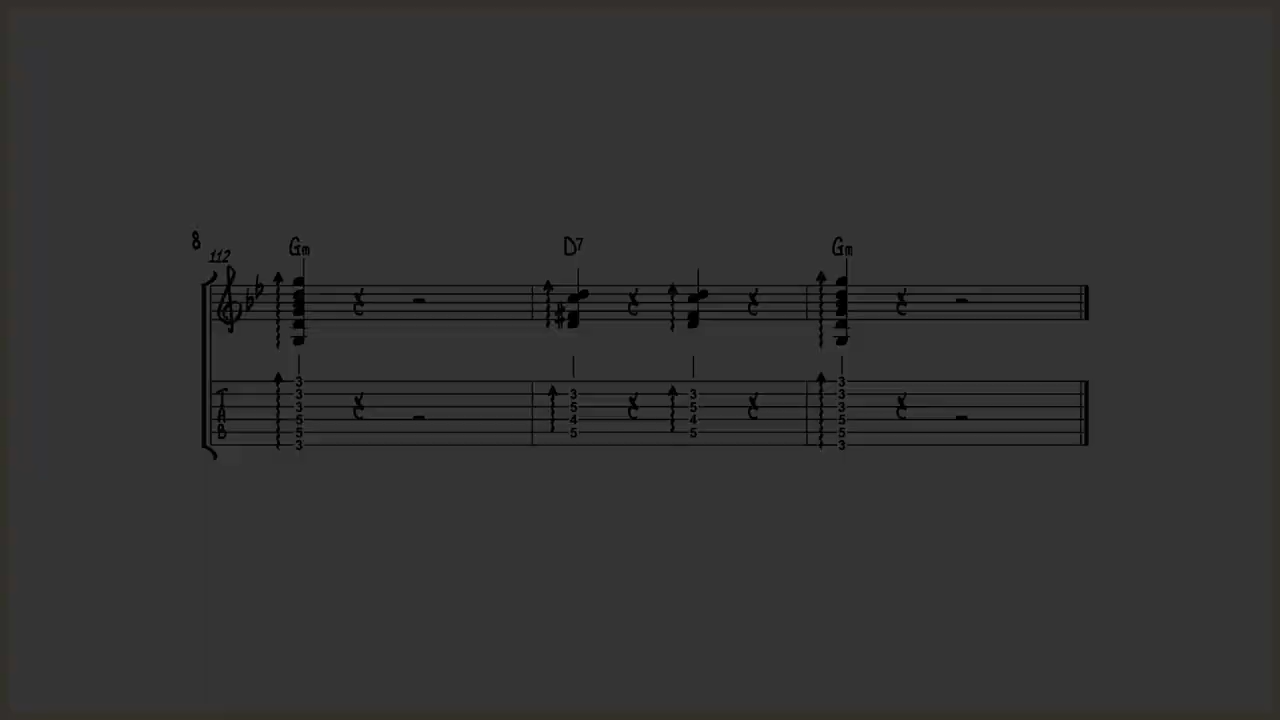 8
112
Gm D7 Gm
3 3 3 3
3 5 5 3
T 3 4 4 3
A 5 5 5 5
B 5 5
3 3